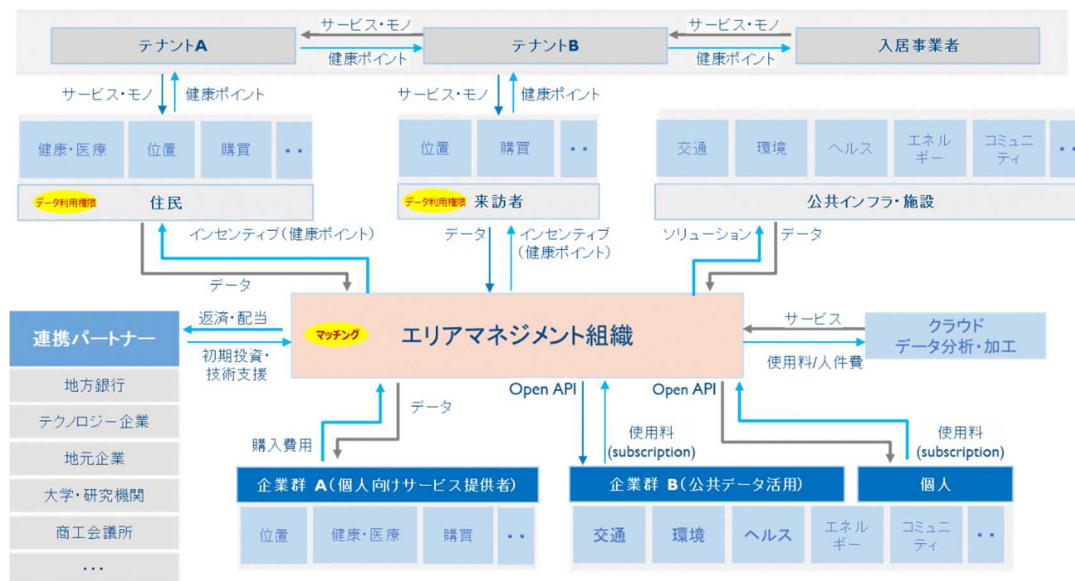 サービス・モノ
サービス・モノ
テナントA
テナントB
入居事業者
健康ポイント
健康ポイント
サービス・モノ
健康ポイント
サービス・モノ
健康ポイント
健康・医療
位置
購買
・・
位置
購買
・・
交通
環境
ヘルス
エネル
ギー
コミュニ
ティ
・・
データ利用権限
住民
データ利用権限
来訪者
公共インフラ・施設
インセンティブ(健康ポイント)
データ
インセンティブ
(健康ポイント)
ソリューション
データ
データ
マッチング
エリアマネジメント組織
連携パートナー
返済・配当
初期投資・
技術支援
サービス
使用料/人件費
クラウド
データ分析・加工
地方銀行
テクノロジー企業
地元企業
大学・研究機関
商工会議所
・・・
データ
購入費用
Open API
使用料
(subscription)
Open API
使用料
(subscription)
企業群 A(個人向けサービス提供者)
企業群 B(公共データ活用)
個人
位置
健康・医療
購買
・・
交通
環境
ヘルス
エネル
ギー
コミュニ
ティ
・・